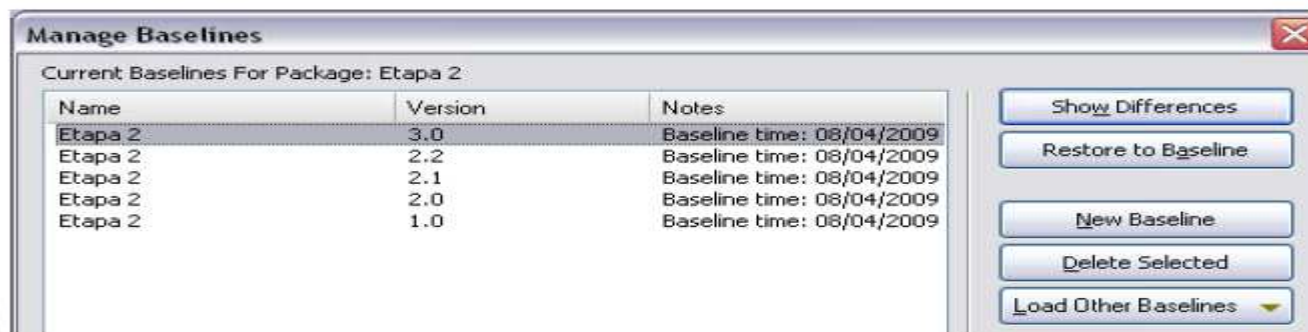 Manage Baselines
Current Baselines For Package: Etapa 2
Name Version Notes
Etapa 2 3.0 Baseline time: 08/04/2009
Etapa 2 2.2 Baseline time: 08/04/2009
Etapa 2 2.1 Baseline time: 08/04/2009
Etapa 2 2.0 Baseline time: 08/04/2009
Etapa 2 1.0 Baseline time: 08/04/2009
Show Differences
Restore to Baseline
New Baseline
Delete Selected
Load Other Baselines